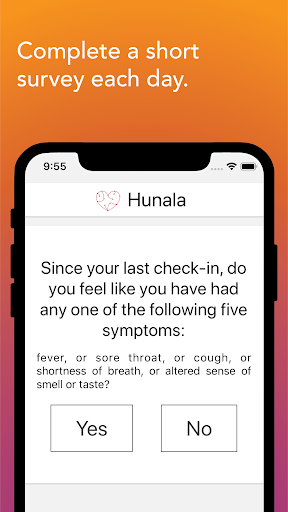 Complete a short
survey each day.
9:55
Hunala
Since your last check-in, do
you feel like you have had
any one of the following five
symptoms:
fever, or sore throat, or cough, or
shortness of breath, or altered sense of
smell or taste?
Yes No